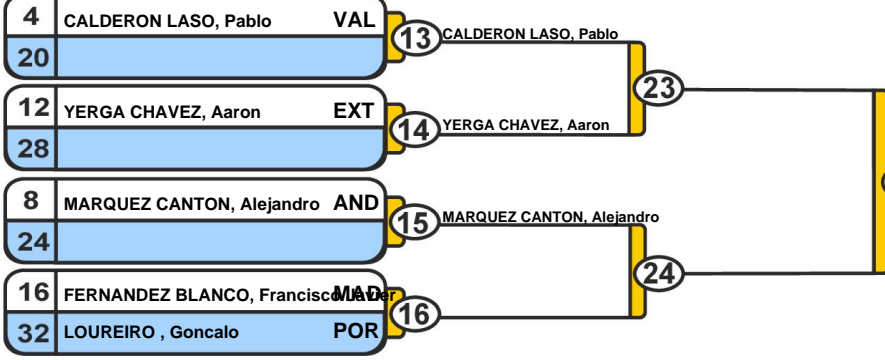 4 CALDERON LASO, Pablo VAL
20
13 CALDERON LASO, Pablo
12 YERGA CHAVEZ, Aaron EXT
28
14 YERGA CHAVEZ, Aaron
23
8 MARQUEZ CANTON, Alejandro AND
24
15 MARQUEZ CANTON, Alejandro
16 FERNANDEZ BLANCO, Francisco Javier MAD
32 LOUREIRO , Goncalo POR
16
24